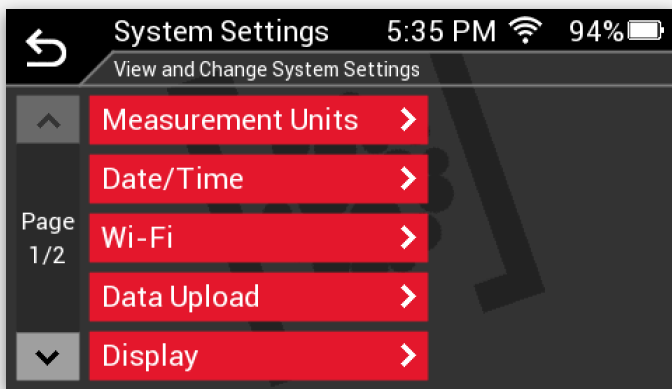 System Settings 5:35 PM 94%
View and Change System Settings
Measurement Units
Date/Time
Page
1/2
Wi-Fi
Data Upload
Display